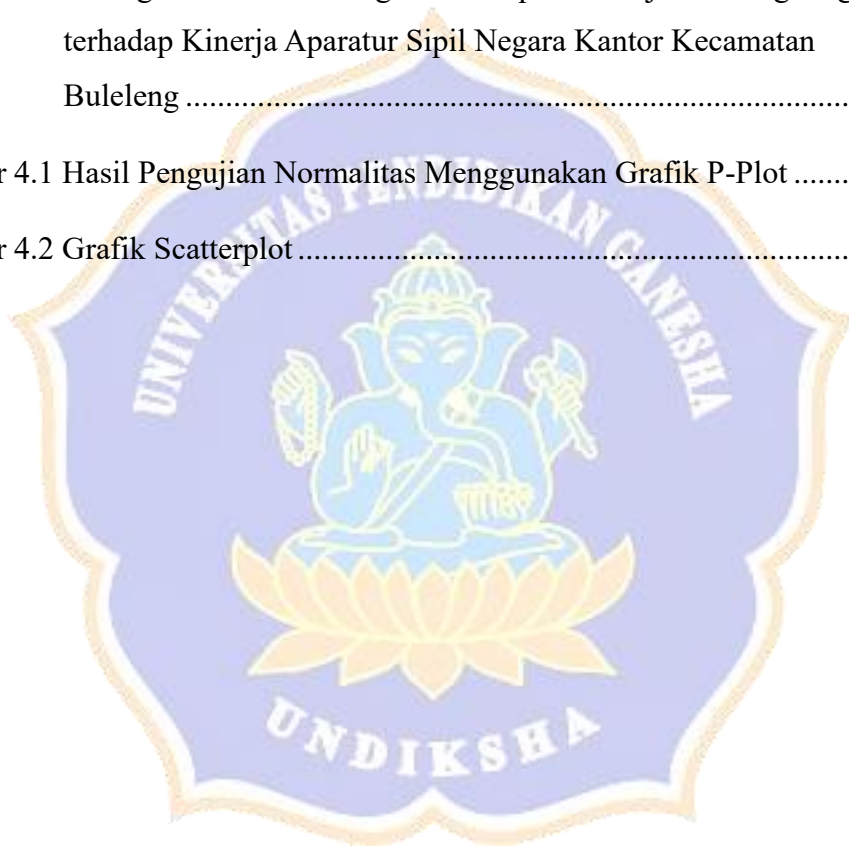 terhadap Kinerja Aparatur Sipil Negara Kantor Kecamatan
Buleleng ....................................................................................
r 4.1 Hasil Pengujian Normalitas Menggunakan Grafik P-Plot .......
r 4.2 Grafik Scatterplot ......................................................................
UNIVERSITAS PENDIDIKAN GANESHA
UNDIKSHA